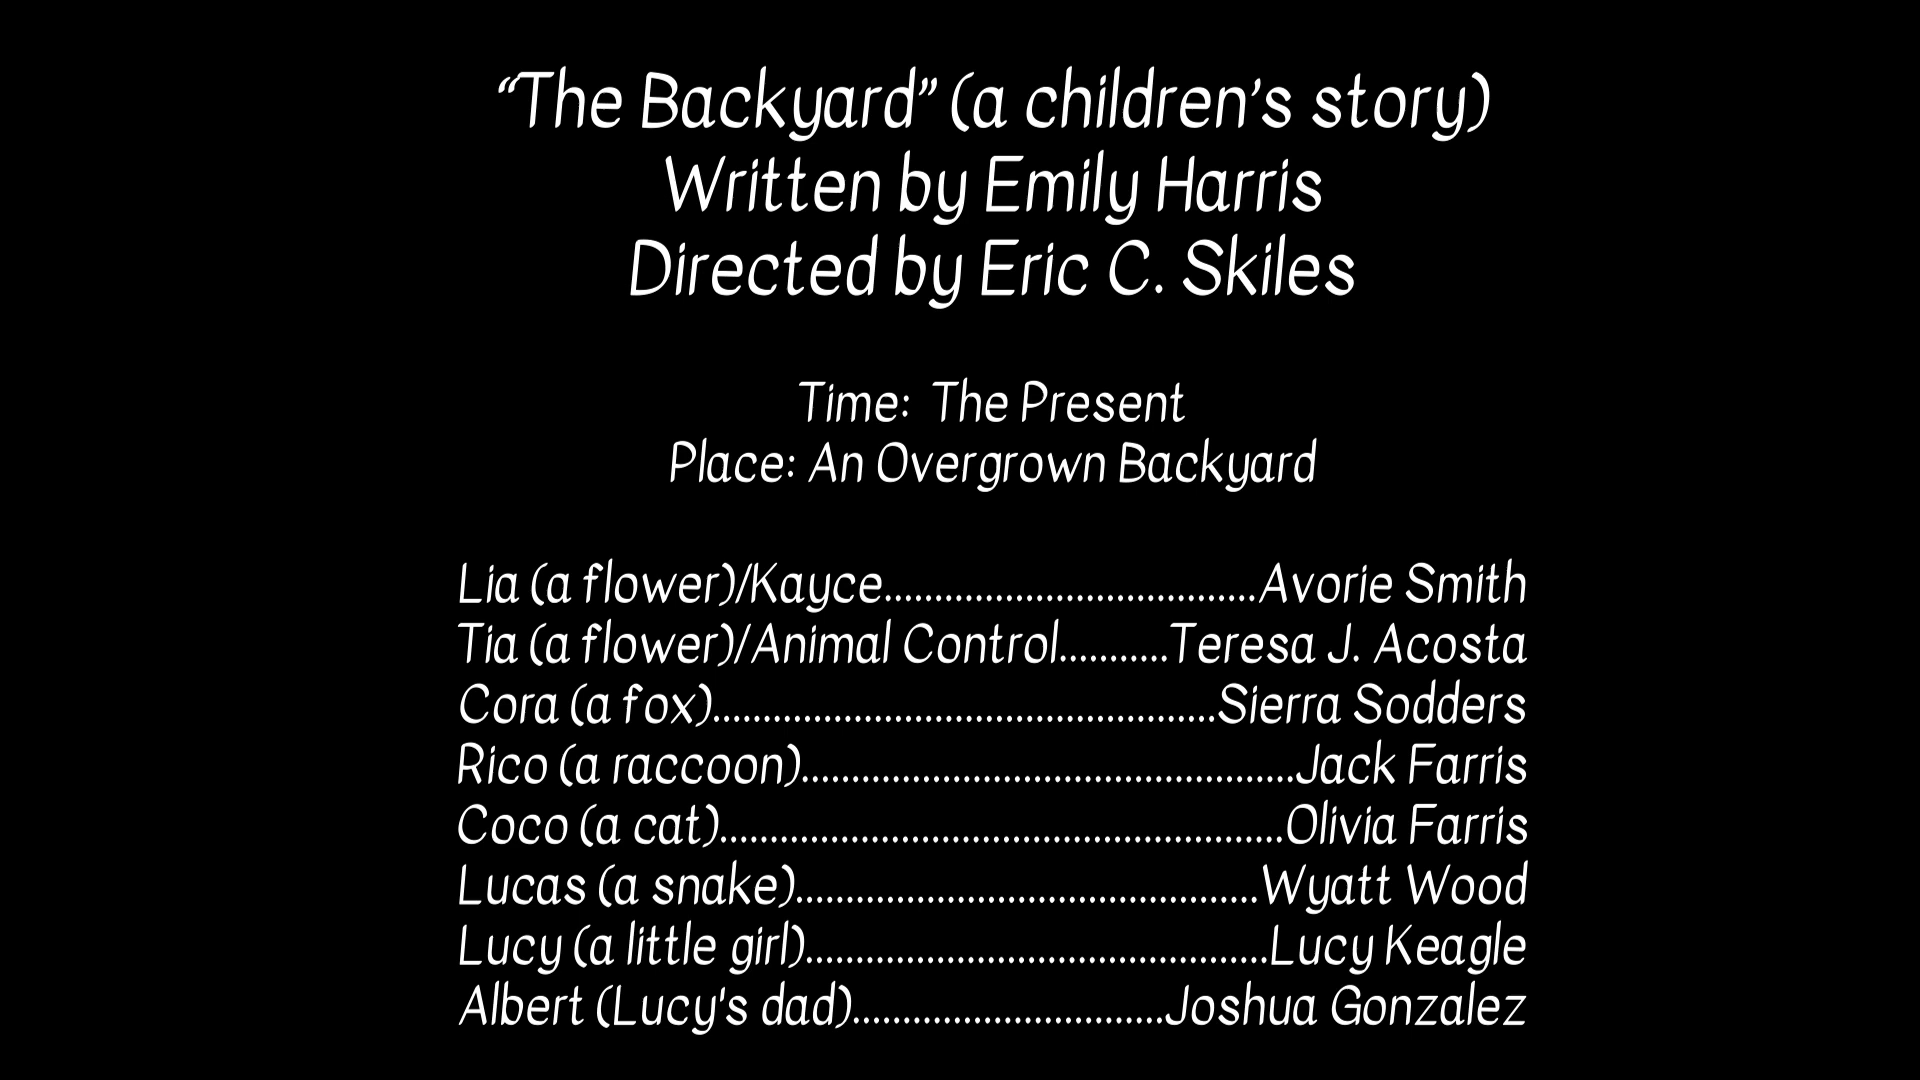 “The Backyard” (a children’s story)
Written by Emily Harris
Directed by Eric C. Skiles
Time:  The Present
Place: An Overgrown Backyard
Lia (a flower)/Kayce.....................................Avorie Smith
Tia (a flower)/Animal Control...........Teresa J. Acosta
Cora (a fox)..................................................Sierra Sodders
Rico (a raccoon).................................................Jack Farris
Coco (a cat)........................................................Olivia Farris
Lucas (a snake)..............................................Wyatt Wood
Lucy (a little girl)..............................................Lucy Keagle
Albert (Lucy's dad)...............................Joshua Gonzalez